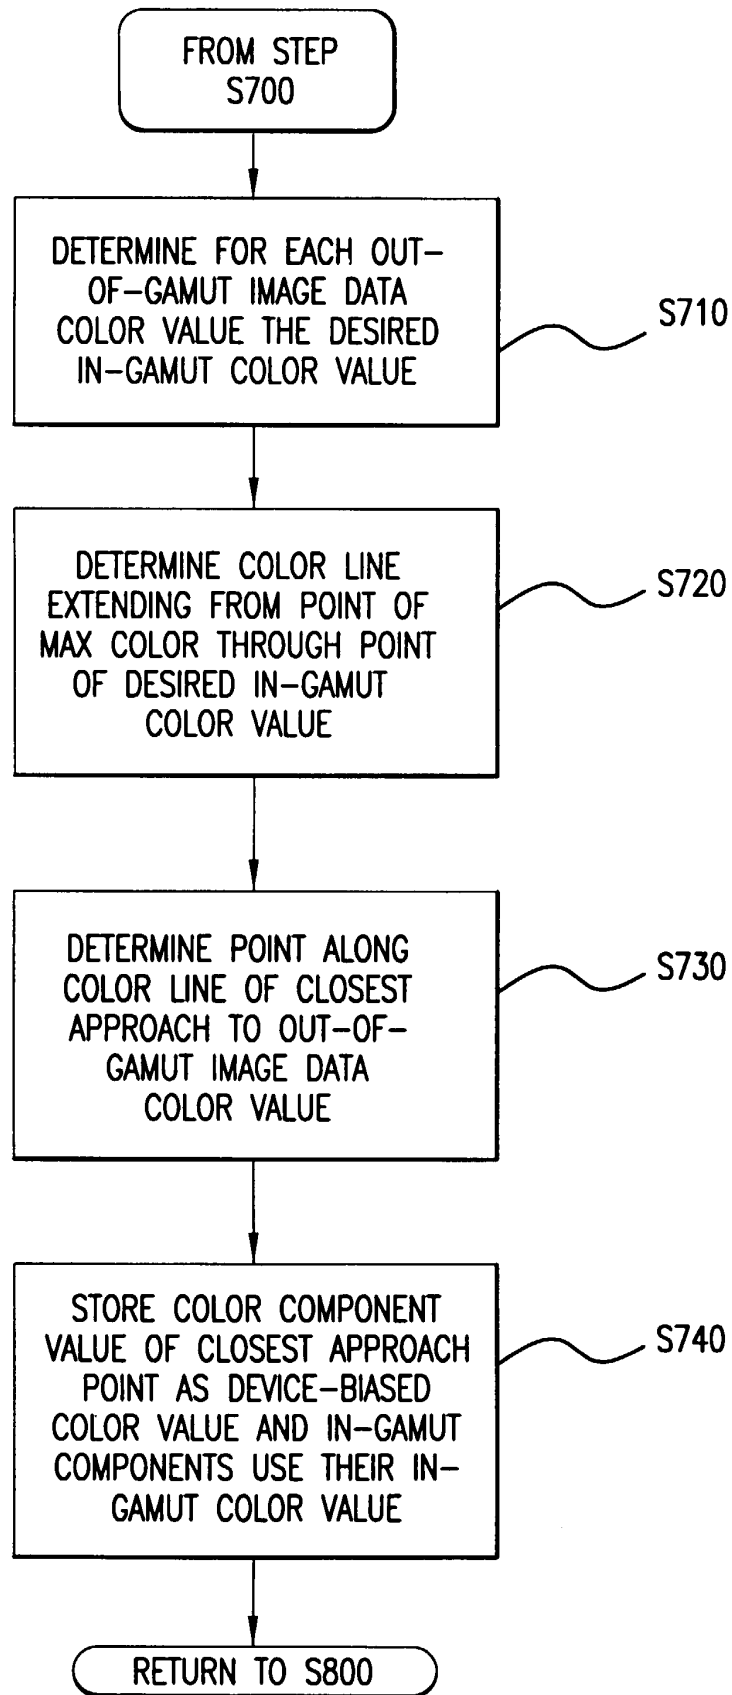 FROM STEP
S700
DETERMINE FOR EACH OUT-
OF-GAMUT IMAGE DATA
COLOR VALUE THE DESIRED
IN-GAMUT COLOR VALUE
S710
DETERMINE COLOR LINE
EXTENDING FROM POINT OF
MAX COLOR THROUGH POINT
OF DESIRED IN-GAMUT
COLOR VALUE
S720
DETERMINE POINT ALONG
COLOR LINE OF CLOSEST
APPROACH TO OUT-OF-
GAMUT IMAGE DATA
COLOR VALUE
S730
STORE COLOR COMPONENT
VALUE OF CLOSEST APPROACH
POINT AS DEVICE-BIASED
COLOR VALUE AND IN-GAMUT
COMPONENTS USE THEIR IN-
GAMUT COLOR VALUE
S740
RETURN TO S800